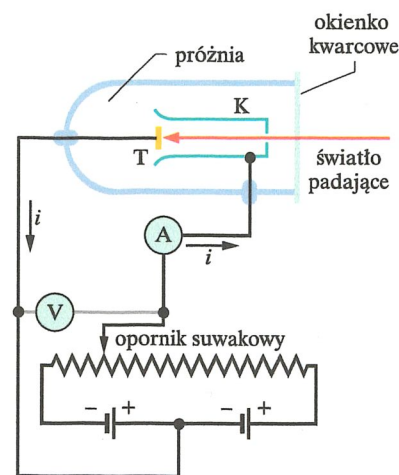 okienko
kwarcowe
próżnia
K
T
światło
padające
i
A
i
V
opornik suwakowy
− +
− +